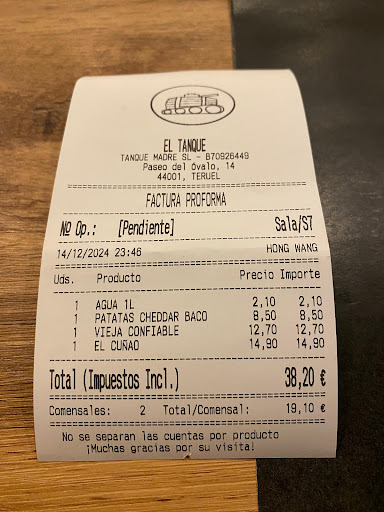 EL TANQUE
TANQUE MADRE SL - B70926449
Paseo del Óvalo, 14
44001, TERUEL
FACTURA PROFORMA
Nº Op.: [Pendiente] Sala/S7
14/12/2024 23:46 HONG WANG
Uds. Producto Precio Importe
1 AGUA 1L 2,10 2,10
1 PATATAS CHEDDAR BACO 8,50 8,50
1 VIEJA CONFIABLE 12,70 12,70
1 EL CUÑAO 14,90 14,90
Total (Impuestos Incl.) 38,20 €
Comensales: 2 Total/Comensal: 19,10 €
No se separan las cuentas por producto
¡Muchas gracias por su visita!